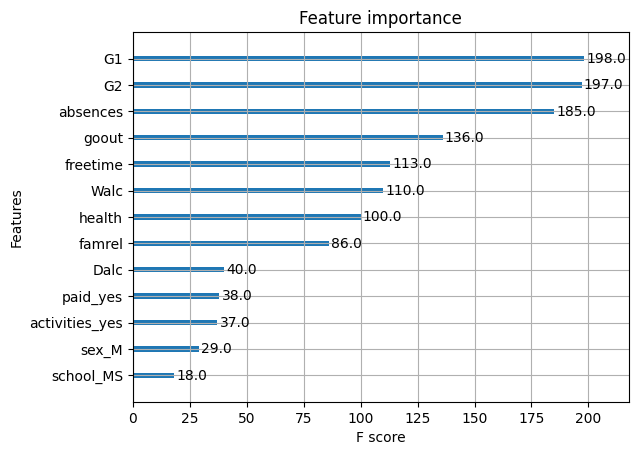 Feature importance
Features
G1 198.0
G2 197.0
absences 185.0
goout 136.0
freetime 113.0
Walc 110.0
health 100.0
famrel 86.0
Dalc 40.0
paid_yes 38.0
activities_yes 37.0
sex_M 29.0
school_MS 18.0
0 25 50 75 100 125 150 175 200
F score